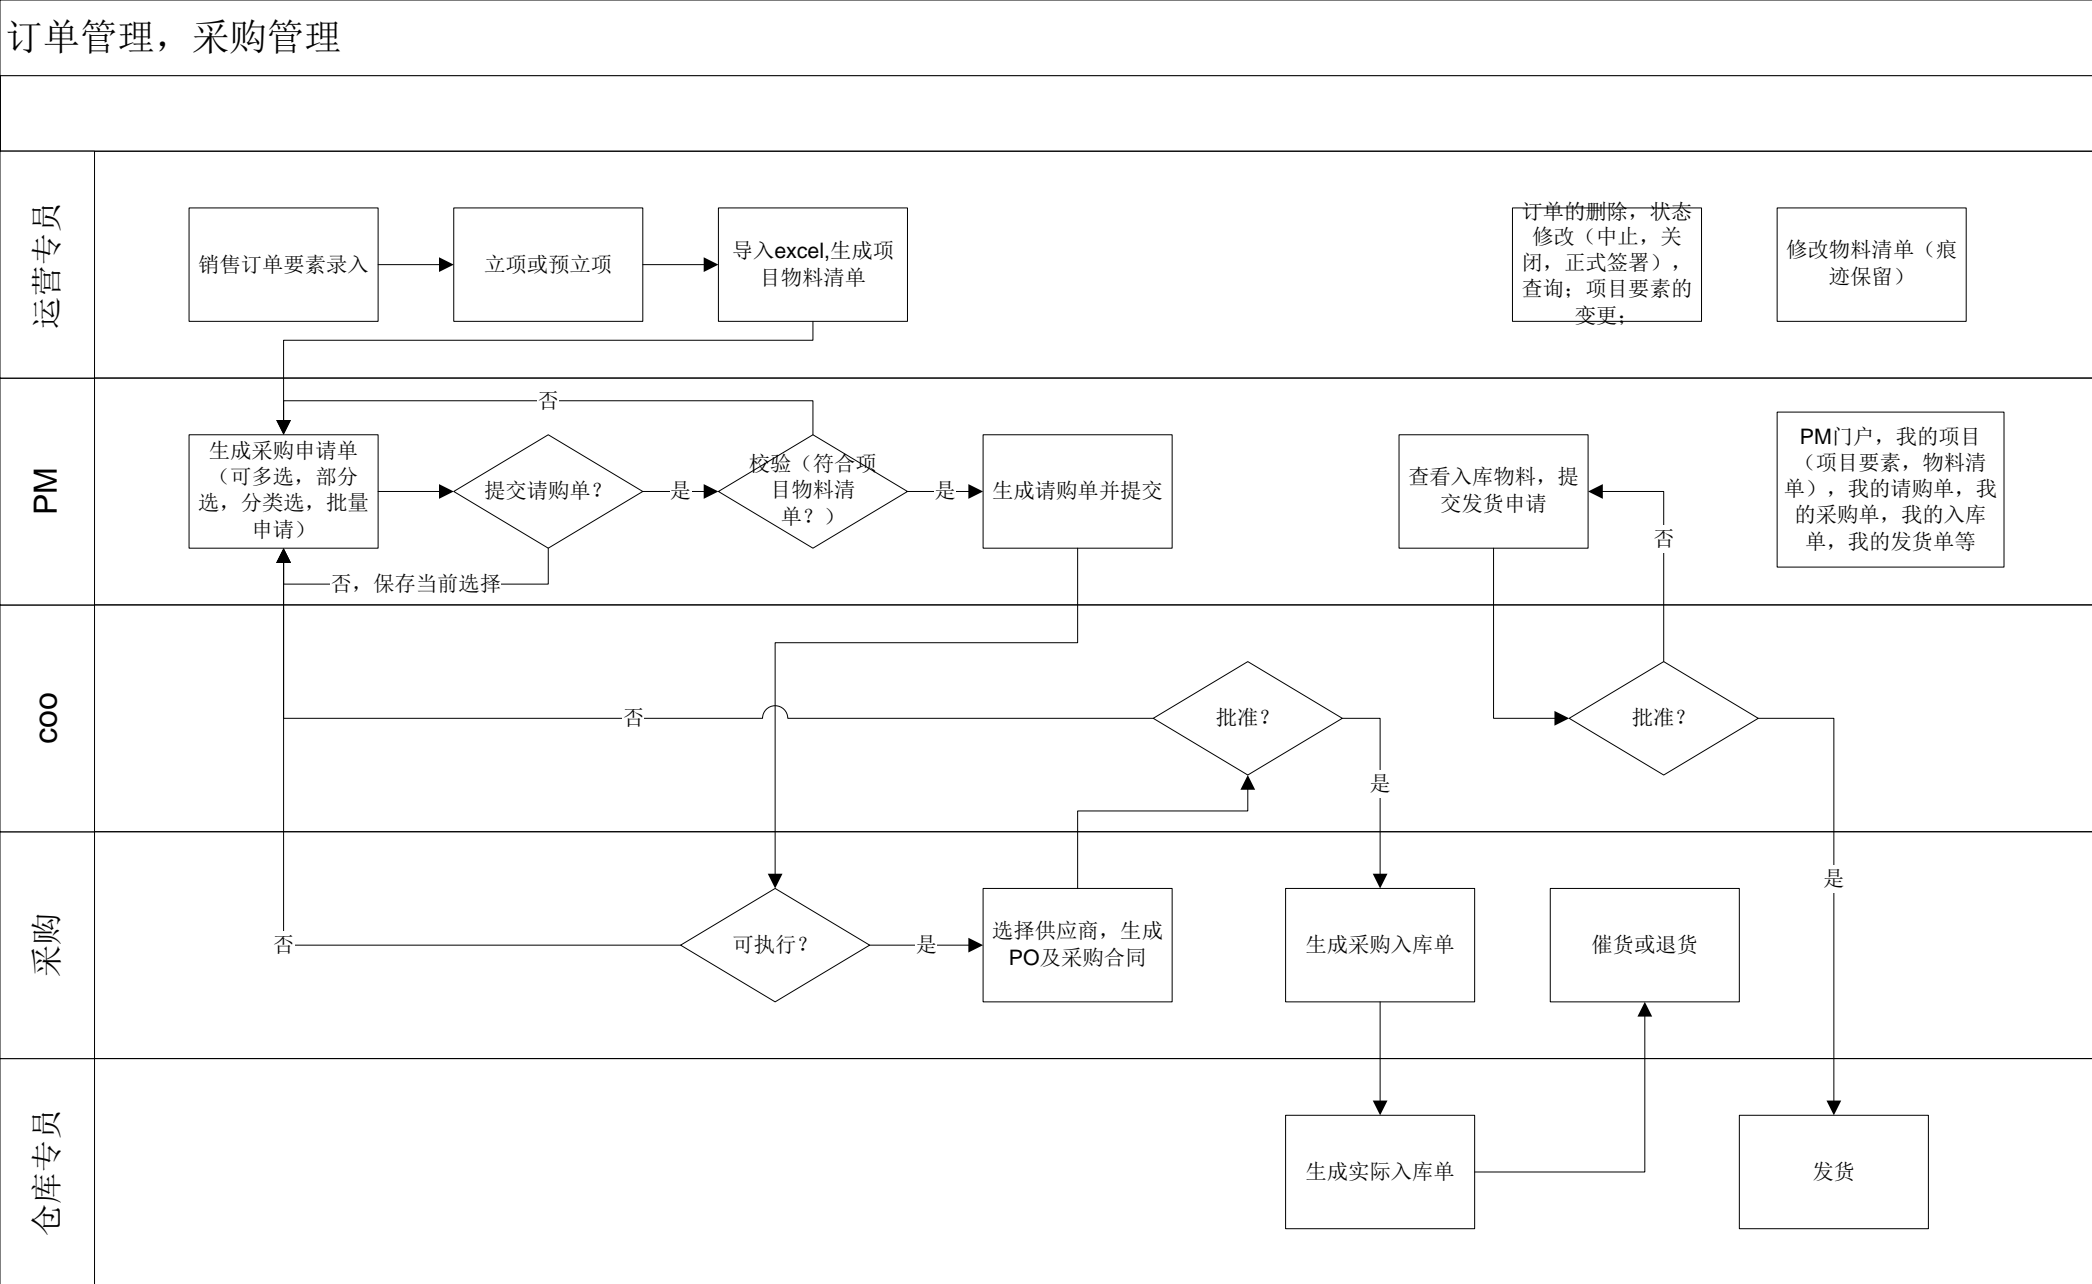 订单管理，采购管理
运营专员
销售订单要素录入
立项或预立项
导入excel,生成项
目物料清单
订单的删除，状态
修改（中止，关
闭，正式签署），
查询；项目要素的
变更；
修改物料清单（痕
迹保留）
PM
否
生成采购申请单
（可多选，部分
选，分类选，批量
申请）
提交请购单？
是
校验（符合项
目物料清
单？）
是
生成请购单并提交
否，保存当前选择
查看入库物料，提
交发货申请
否
PM门户，我的项目
（项目要素，物料清
单），我的请购单，我
的采购单，我的入库
单，我的发货单等
coo
否
批准？
是
批准？
是
采购
否
可执行？
是
选择供应商，生成
PO及采购合同
生成采购入库单
催货或退货
仓库专员
生成实际入库单
发货